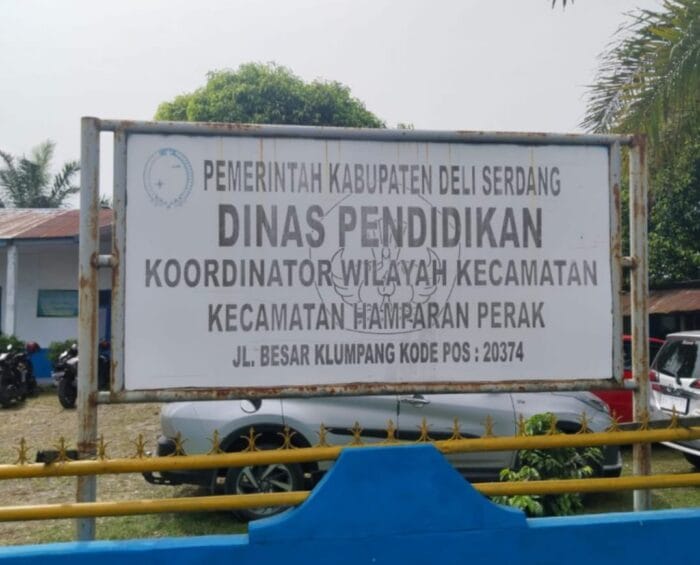 PEMERINTAH KABUPATEN DELI SERDANG
DINAS PENDIDIKAN
KOORDINATOR WILAYAH KECAMATAN
KECAMATAN HAMPARAN PERAK
JL. BESAR KLUMPANG KODE POS : 20374